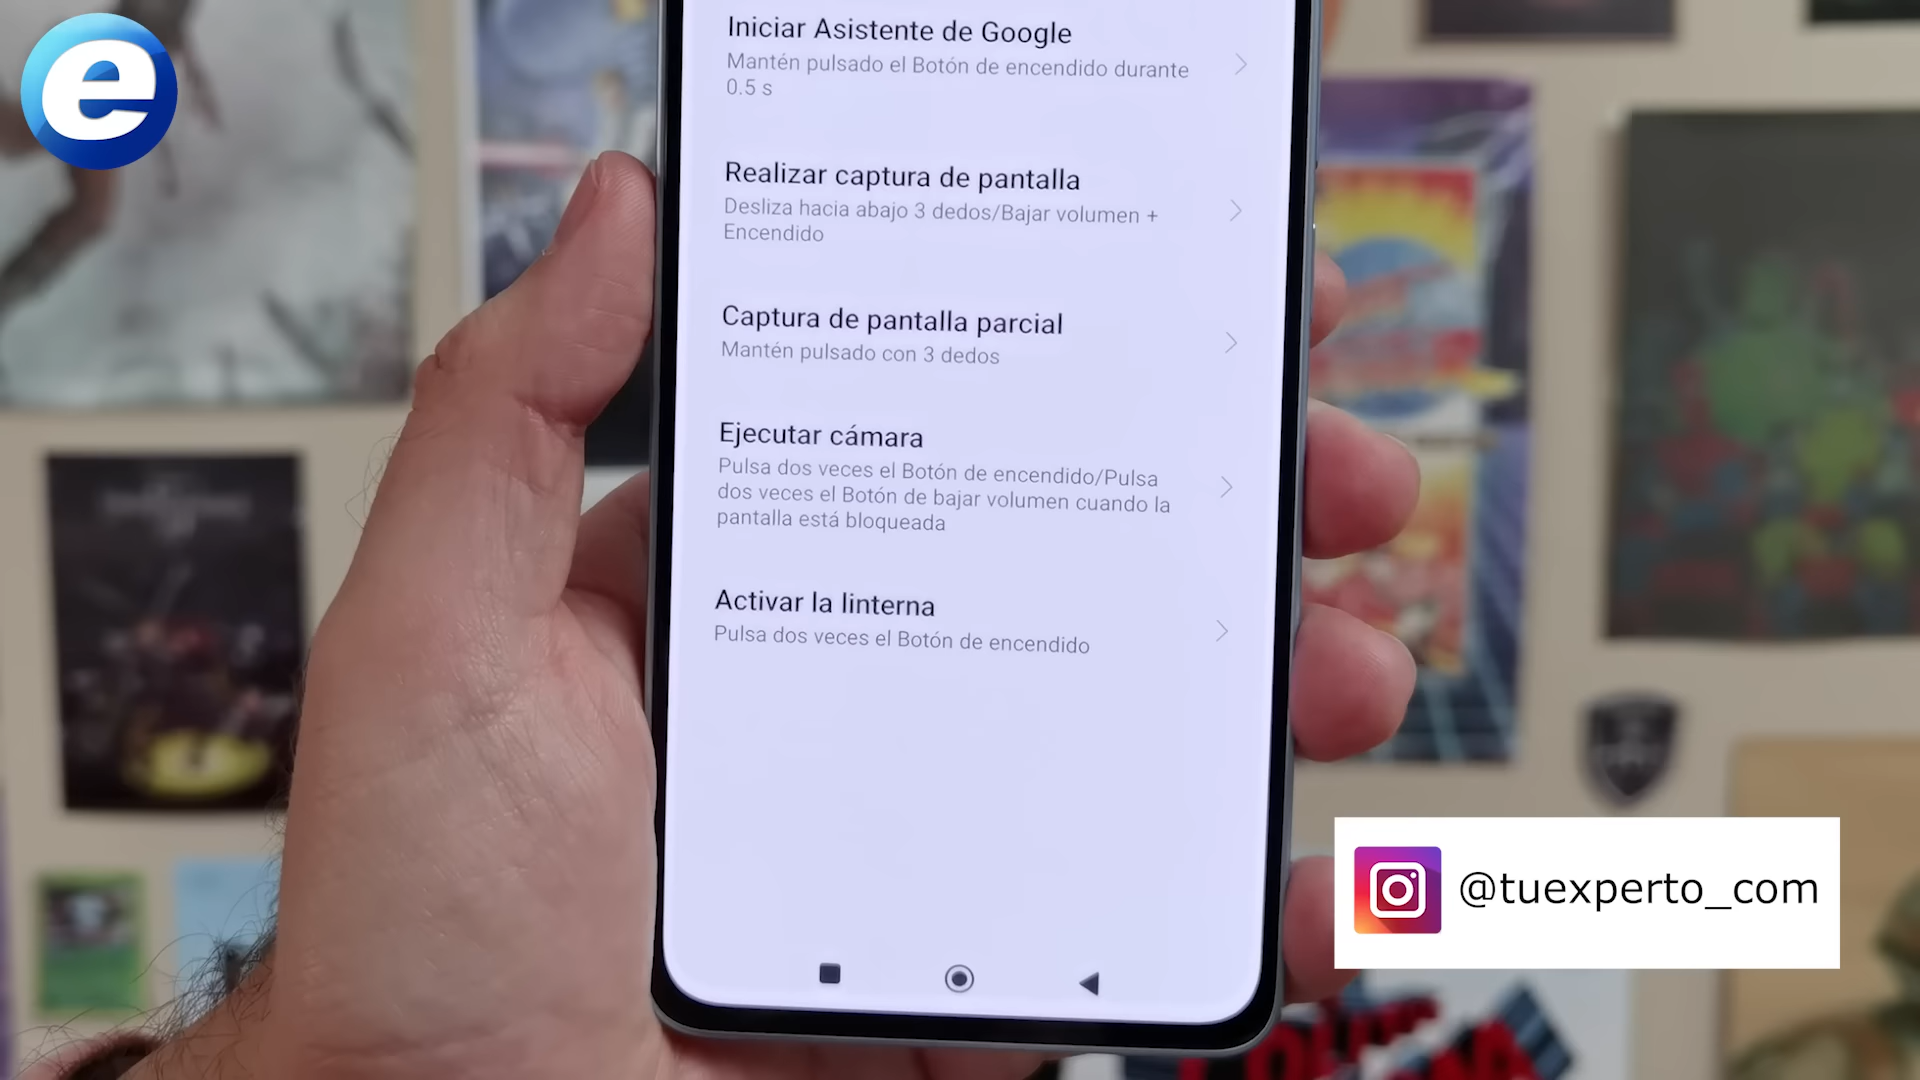 e
Iniciar Asistente de Google
Mantén pulsado el Botón de encendido durante
0.5 s
Realizar captura de pantalla
Desliza hacia abajo 3 dedos/Bajar volumen +
Encendido
Captura de pantalla parcial
Mantén pulsado con 3 dedos
Ejecutar cámara
Pulsa dos veces el Botón de encendido/Pulsa
dos veces el Botón de bajar volumen cuando la
pantalla está bloqueada
Activar la linterna
Pulsa dos veces el Botón de encendido
@tuexperto_com